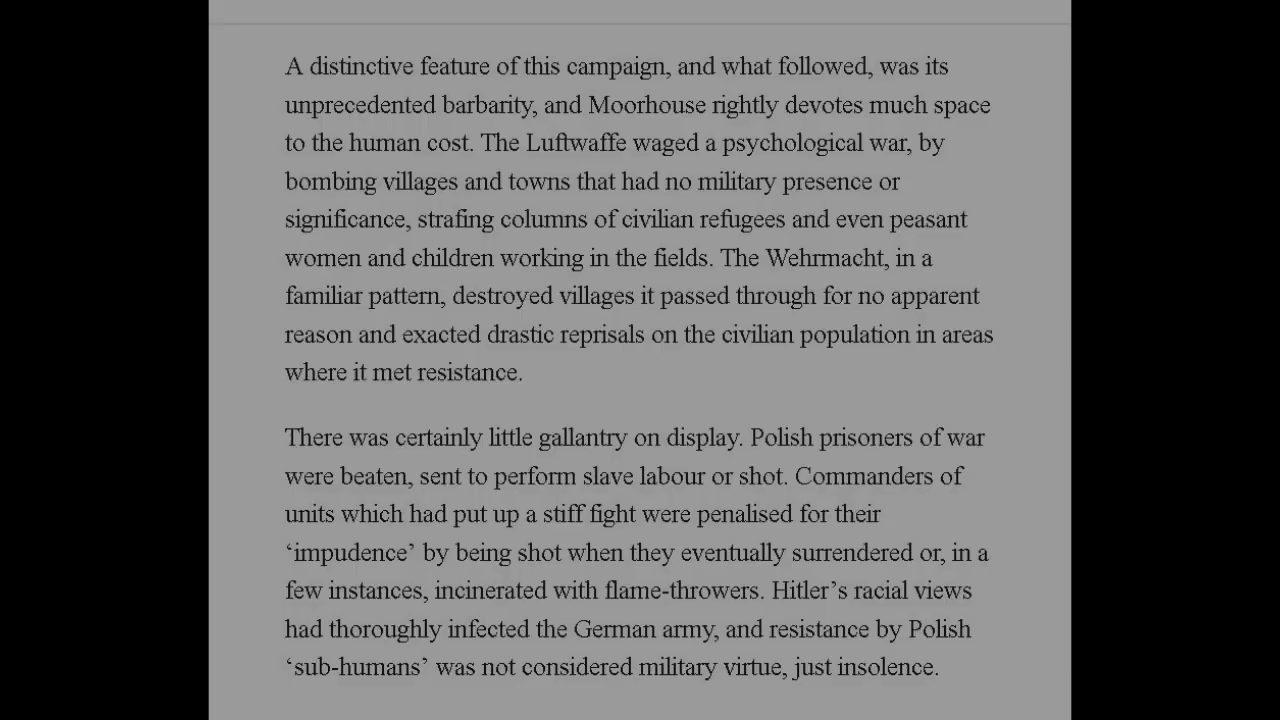 A distinctive feature of this campaign, and what followed, was its
unprecedented barbarity, and Moorhouse rightly devotes much space
to the human cost. The Luftwaffe waged a psychological war, by
bombing villages and towns that had no military presence or
significance, strafing columns of civilian refugees and even peasant
women and children working in the fields. The Wehrmacht, in a
familiar pattern, destroyed villages it passed through for no apparent
reason and exacted drastic reprisals on the civilian population in areas
where it met resistance.
There was certainly little gallantry on display. Polish prisoners of war
were beaten, sent to perform slave labour or shot. Commanders of
units which had put up a stiff fight were penalised for their
‘impudence’ by being shot when they eventually surrendered or, in a
few instances, incinerated with flame-throwers. Hitler’s racial views
had thoroughly infected the German army, and resistance by Polish
‘sub-humans’ was not considered military virtue, just insolence.